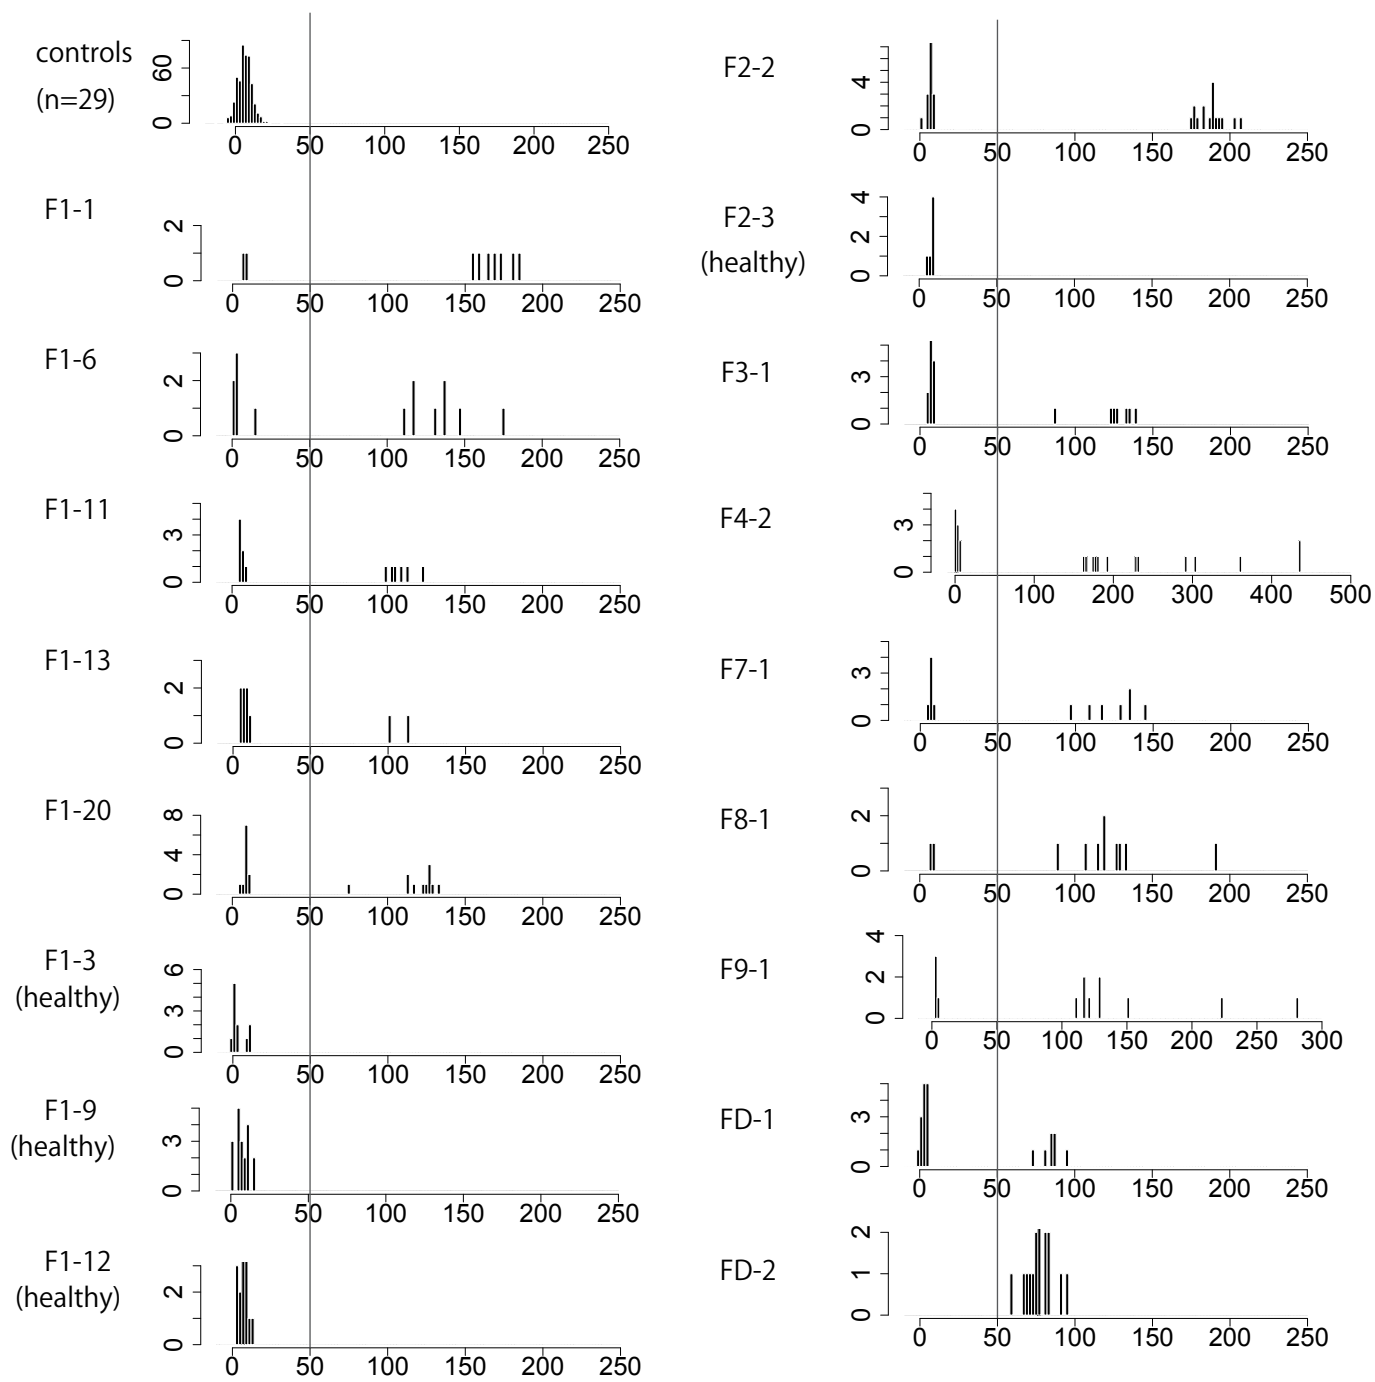 controls
(n=29)
0 60
0 50 100 150 200 250
F1-1
0 2
0 50 100 150 200 250
F1-6
0 2
0 50 100 150 200 250
F1-11
0 3
0 50 100 150 200 250
F1-13
0 2
0 50 100 150 200 250
F1-20
0 4 8
0 50 100 150 200 250
F1-3
(healthy)
0 3 6
0 50 100 150 200 250
F1-9
(healthy)
0 3
0 50 100 150 200 250
F1-12
(healthy)
0 2
0 50 100 150 200 250
F2-2
0 4
0 50 100 150 200 250
F2-3
(healthy)
0 2 4
0 50 100 150 200 250
F3-1
0 3
0 50 100 150 200 250
F4-2
0 3
0 100 200 300 400 500
F7-1
0 3
0 50 100 150 200 250
F8-1
0 2
0 50 100 150 200 250
F9-1
0 2 4
0 50 100 150 200 250 300
FD-1
0 3
0 50 100 150 200 250
FD-2
0 1 2
0 50 100 150 200 250